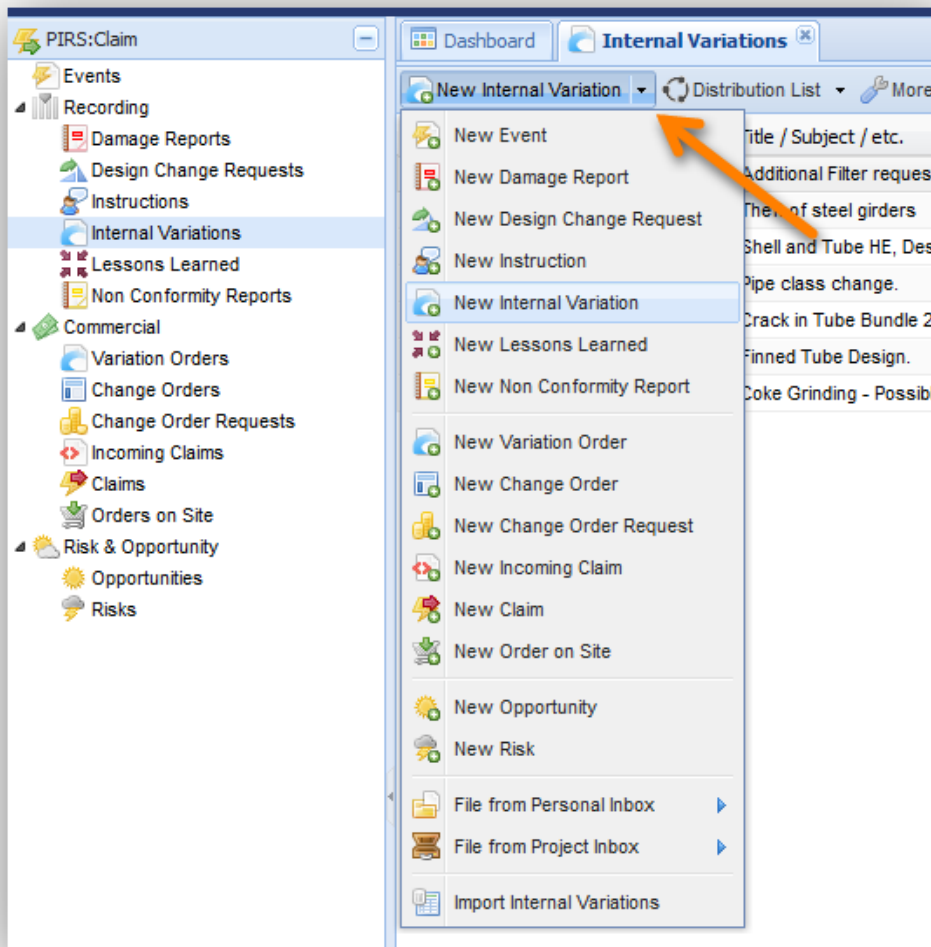 PIRS:Claim
Events
Recording
Damage Reports
Design Change Requests
Instructions
Internal Variations
Lessons Learned
Non Conformity Reports
Commercial
Variation Orders
Change Orders
Change Order Requests
Incoming Claims
Claims
Orders on Site
Risk & Opportunity
Opportunities
Risks
Dashboard
Internal Variations
New Internal Variation
Distribution List
More
New Event
New Damage Report
New Design Change Request
New Instruction
New Internal Variation
New Lessons Learned
New Non Conformity Report
New Variation Order
New Change Order
New Change Order Request
New Incoming Claim
New Claim
New Order on Site
New Opportunity
New Risk
File from Personal Inbox
File from Project Inbox
Import Internal Variations
Title / Subject / etc.
Additional Filter reques
Theft of steel girders
Shell and Tube HE, Des
Pipe class change.
Crack in Tube Bundle 2
Finned Tube Design.
Coke Grinding - Possibi